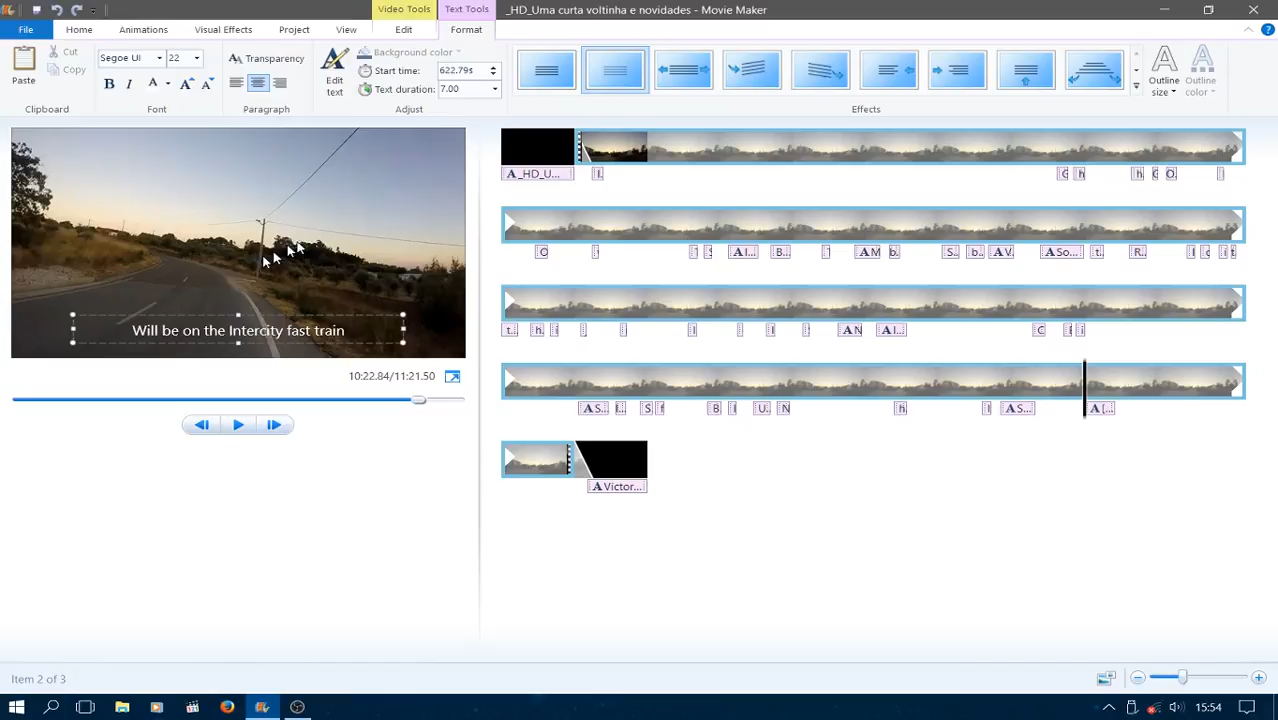 Video Tools
Text Tools
_HD_Uma curta voltinha e novidades - Movie Maker
File
Home
Animations
Visual Effects
Project
View
Edit
Format
Paste
Cut
Copy
Clipboard
Segoe UI
22
B
I
A
A
A
Font
Transparency
Paragraph
Edit text
Background color
Start time:
622.79s
Text duration:
7.00
Adjust
Effects
Outline size
Outline color
Will be on the Intercity fast train
10:22.84/11:21.50
A _HD_U...
A I...
A M
A V
A So...
A N
A I...
A S..
A S...
A [...
A Victor...
Item 2 of 3
15:54